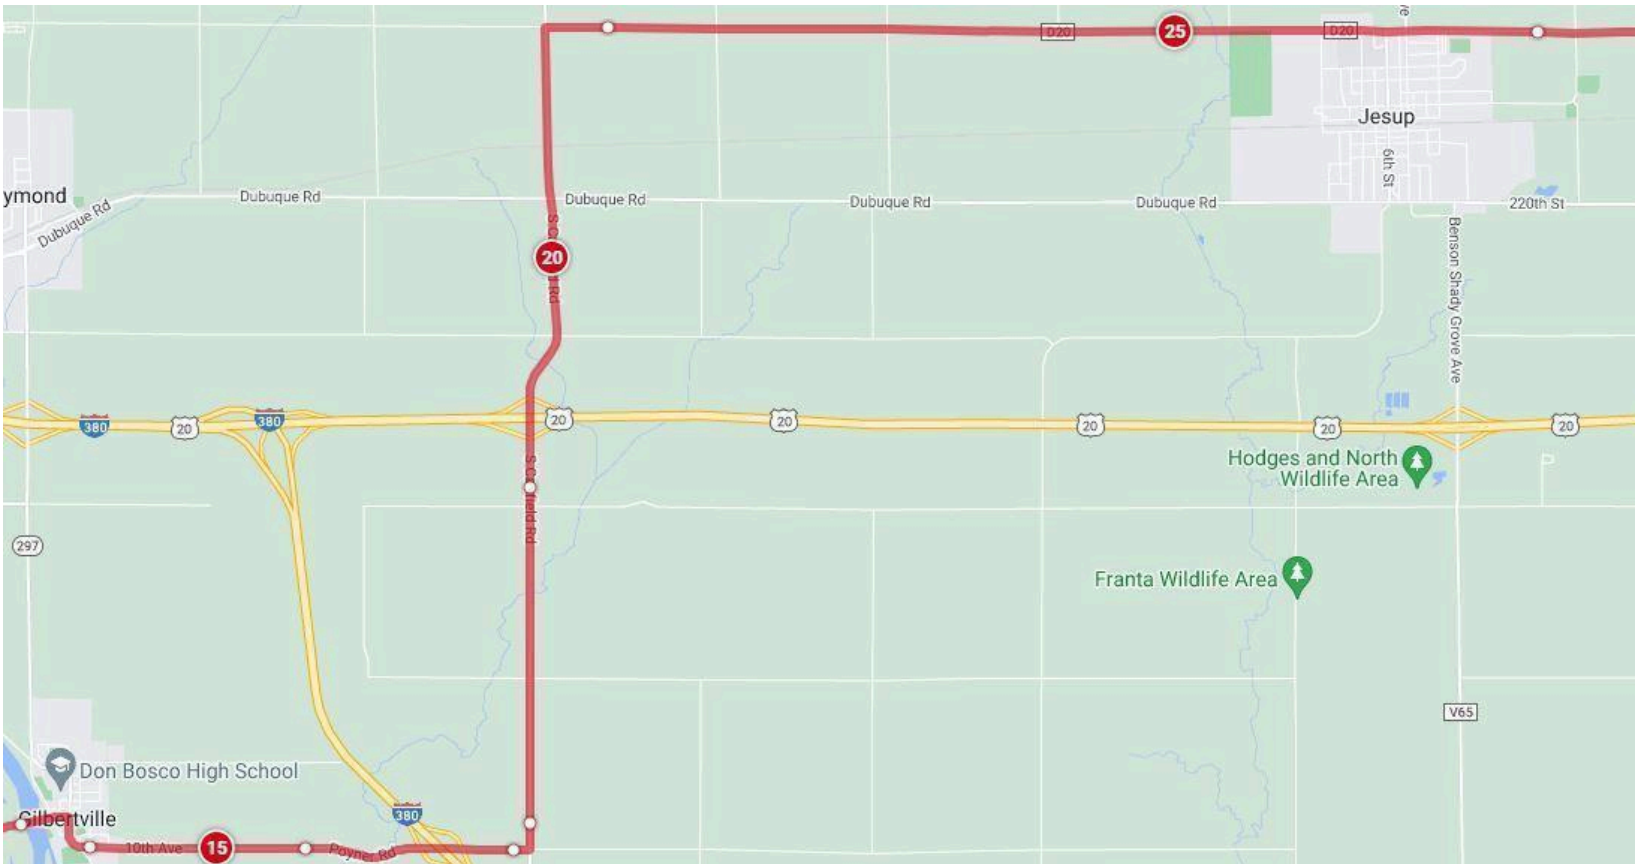 D20
25
D20
Jesup
6th St
ymond
Dubuque Rd
Dubuque Rd
Dubuque Rd
Dubuque Rd
Dubuque Rd
220th St
20
Rd
Benson Shady Grove Ave
380
20
380
20
20
20
20
20
Hodges and North
Wildlife Area
297
Franta Wildlife Area
V65
Don Bosco High School
380
Gilbertville
10th Ave
15
Poyner Rd